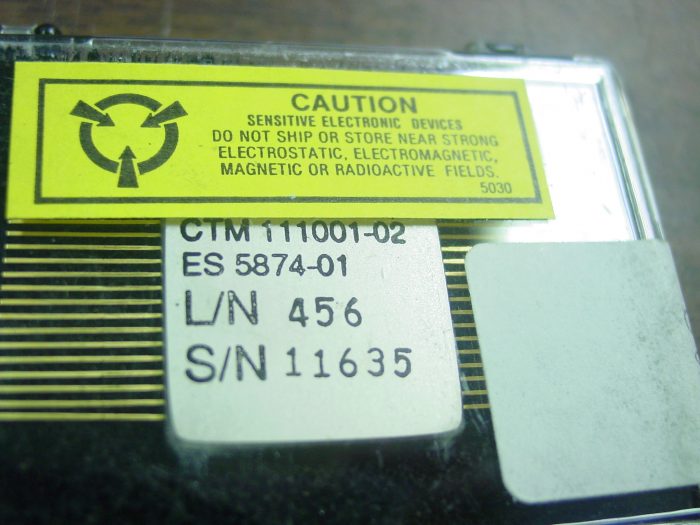 CAUTION
SENSITIVE ELECTRONIC DEVICES
DO NOT SHIP OR STORE NEAR STRONG
ELECTROSTATIC, ELECTROMAGNETIC,
MAGNETIC OR RADIOACTIVE FIELDS.
5030
CTM 111001-02
ES 5874-01
L/N 456
S/N 11635